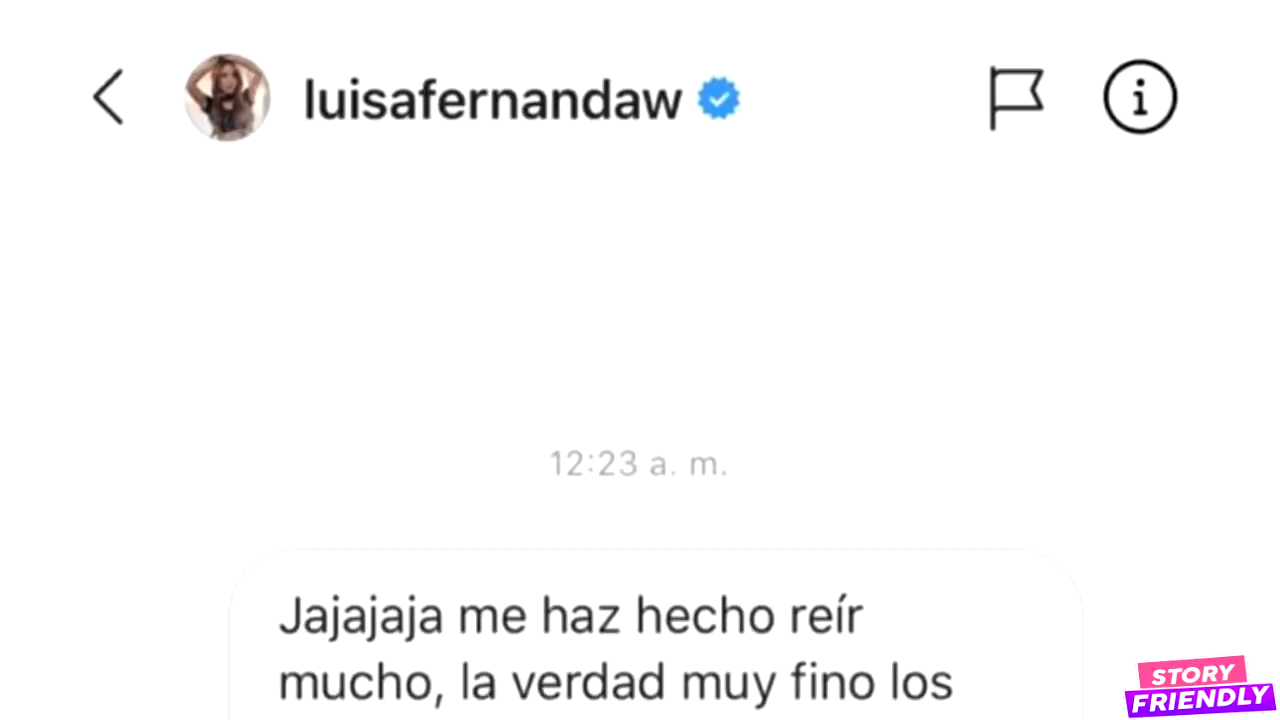 luisafernandaw
12:23 a. m.
Jajajaja me haz hecho reír
mucho, la verdad muy fino los
STORY
FRIENDLY